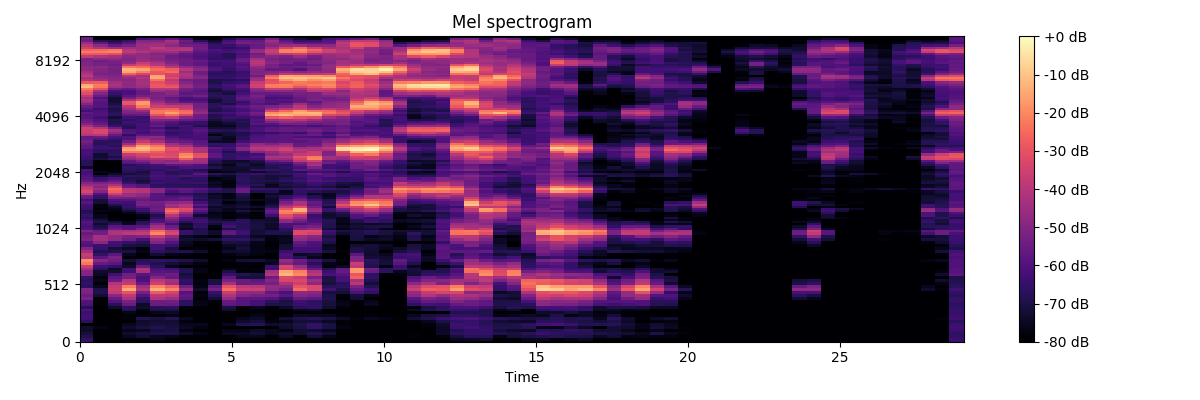 Mel spectrogram
Hz
8192
4096
2048
1024
512
0
0 5 10 15 20 25
Time
+0 dB
-10 dB
-20 dB
-30 dB
-40 dB
-50 dB
-60 dB
-70 dB
-80 dB